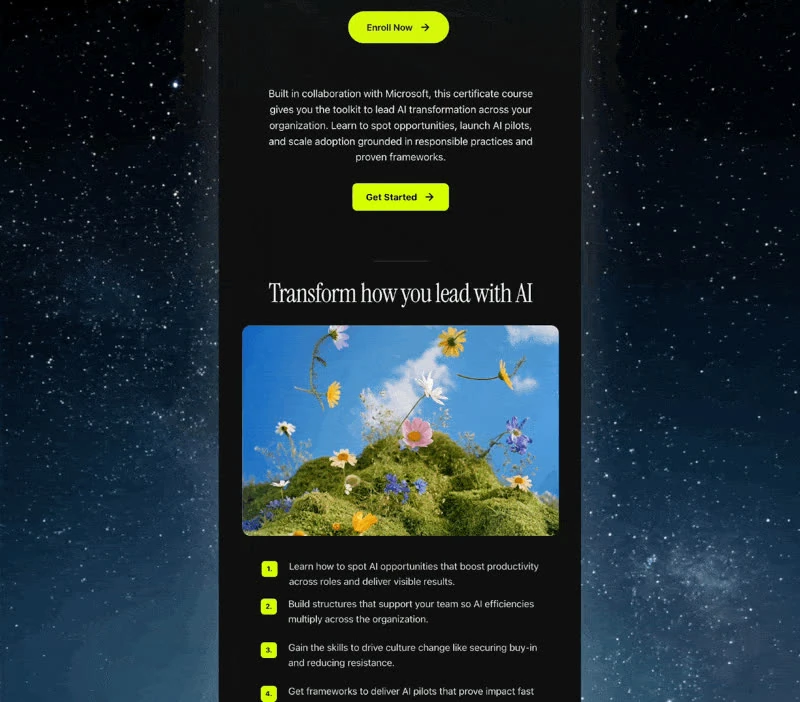 Enroll Now →
Built in collaboration with Microsoft, this certificate course
gives you the toolkit to lead AI transformation across your
organization. Learn to spot opportunities, launch AI pilots,
and scale adoption grounded in responsible practices and
proven frameworks.
Get Started →
Transform how you lead with AI
1. Learn how to spot AI opportunities that boost productivity
across roles and deliver visible results.
2. Build structures that support your team so AI efficiencies
multiply across the organization.
3. Gain the skills to drive culture change like securing buy-in
and reducing resistance.
4. Get frameworks to deliver AI pilots that prove impact fast